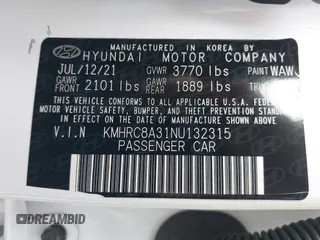 MANUFACTURED IN KOREA BY
HYUNDAI MOTOR COMPANY
JUL/12/21 GVWR 3770 lbs PAINT WAW
GAWR FRONT 2101 lbs GAWR REAR 1889 lbs
THIS VEHICLE CONFORMS TO ALL APPLICABLE U.S. FEDERAL
MOTOR VEHICLE SAFETY, BUMPER, AND
THEFT PREVENTION STANDARDS IN EFFECT ON THE
DATE OF MANUFACTURE SHOWN ABOVE.
V.I.N KMHRC8A31NU132315
PASSENGER CAR
DREAMBID